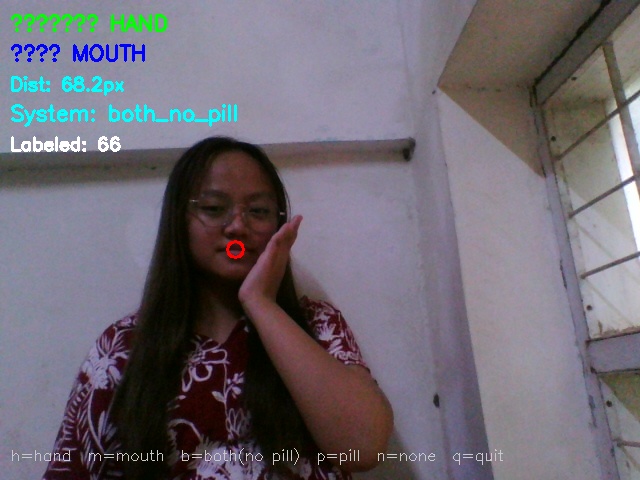 ??????? HAND
???? MOUTH
Dist: 68.2px
System: both_no_pill
Labeled: 66
h=hand m=mouth b=both(no pill) p=pill n=none q=quit